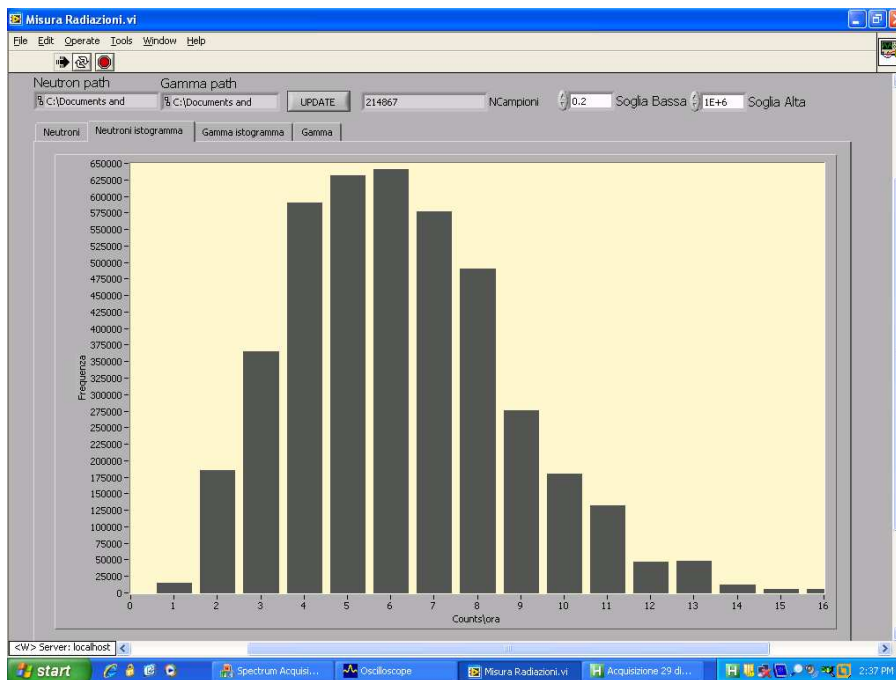 Misura Radiazioni.vi
File Edit Operate Tools Window Help
Neutron path Gamma path
C:\Documents and C:\Documents and UPDATE 214867 NCampioni 0.2 Soglia Bassa 1E+6 Soglia Alta
Neutroni Neutroni istogramma Gamma istogramma Gamma
650000
625000
600000
575000
550000
525000
500000
475000
450000
425000
400000
375000
350000
325000
300000
275000
250000
225000
200000
175000
150000
125000
100000
75000
50000
25000
0
Frequenza
0 1 2 3 4 5 6 7 8 9 10 11 12 13 14 15 16
Counts\ora
<W> Server: localhost
start Spectrum Acquisi... Oscilloscope Misura Radiazioni.vi Acquisizione 29 di... 2:37 PM